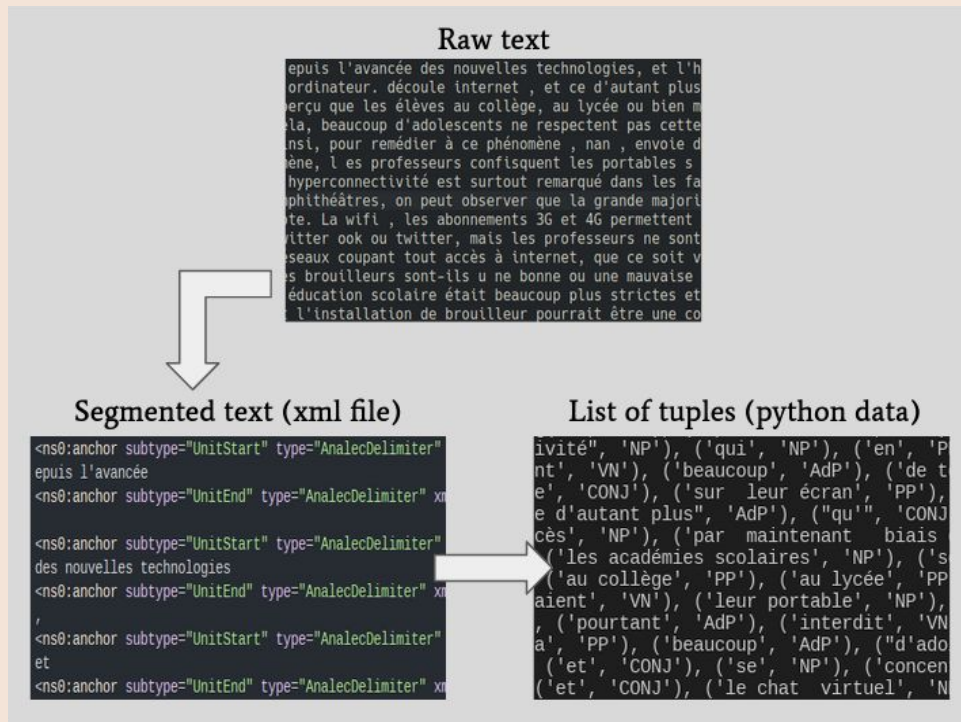 Raw text
epuis l'avancée des nouvelles technologies, et l'h
ordinateur. découle internet , et ce d'autant plus
erçu que les élèves au collège, au lycée ou bien m
ela, beaucoup d'adolescents ne respectent pas cette
insi, pour remédier à ce phénomène , nan , envoie d
ène, l es professeurs confisquent les portables s
hyperconnectivité est surtout remarqué dans les fa
phithéâtres, on peut observer que la grande majori
te. La wifi , les abonnements 3G et 4G permettent
itter ook ou twitter, mais les professeurs ne sont
seaux coupant tout accès à internet, que ce soit v
s brouilleurs sont-ils u ne bonne ou une mauvaise
éducation scolaire était beaucoup plus strictes et
l'installation de brouilleur pourrait être une co
Segmented text (xml file)
<ns0:anchor subtype="UnitStart" type="AnalecDelimiter"
epuis l'avancée
<ns0:anchor subtype="UnitEnd" type="AnalecDelimiter" xm
<ns0:anchor subtype="UnitStart" type="AnalecDelimiter"
des nouvelles technologies
<ns0:anchor subtype="UnitEnd" type="AnalecDelimiter" xm
,
<ns0:anchor subtype="UnitStart" type="AnalecDelimiter"
et
<ns0:anchor subtype="UnitEnd" type="AnalecDelimiter" xm
List of tuples (python data)
ivité", 'NP'), ('qui', 'NP'), ('en', 'P
nt', 'VN'), ('beaucoup', 'AdP'), ('de t
e', 'CONJ'), ('sur  leur écran', 'PP'),
e d'autant plus", 'AdP'), ("qu'", 'CONJ
cès', 'NP'), ('par  maintenant   biais
('les académies scolaires', 'NP'), ('s
('au collège', 'PP'), ('au lycée', 'PP
aient', 'VN'), ('leur portable', 'NP'),
, ('pourtant', 'AdP'), ('interdit', 'VN
a', 'PP'), ('beaucoup', 'AdP'), ("d'ado
('et', 'CONJ'), ('se', 'NP'), ('concen
('et', 'CONJ'), ('le chat  virtuel', 'N